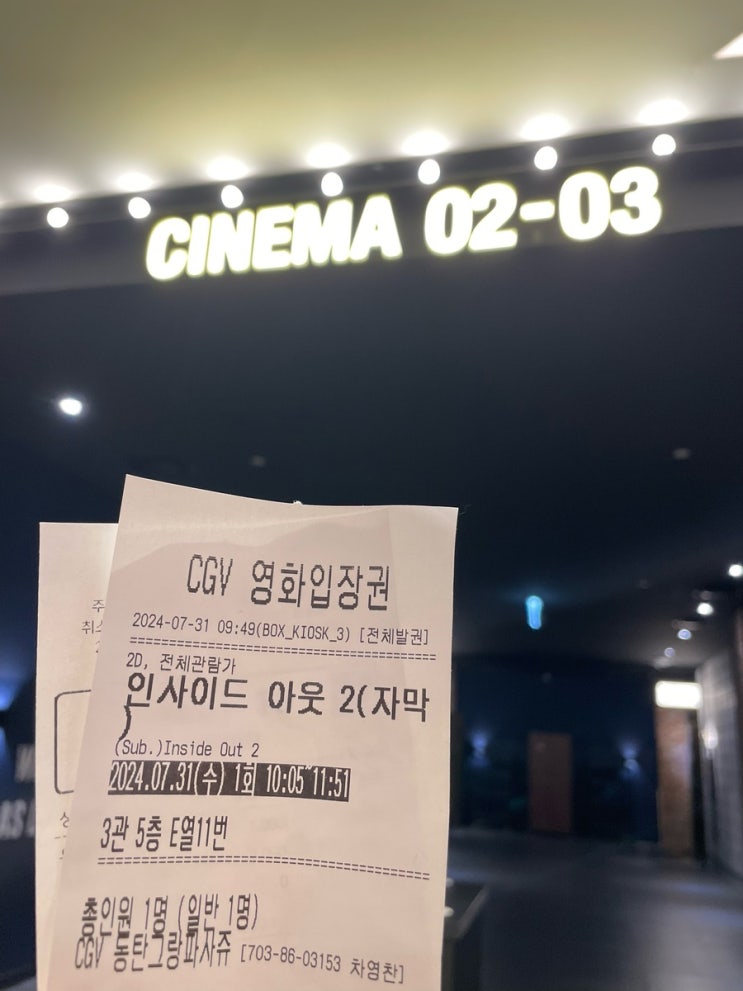 CINEMA 02-03
CGV 영화입장권
2024-07-31 09:49(BOX_KIOSK_3) [전체발권]
2D, 전체관람가
인사이드 아웃 2(자막
)
(Sub.)Inside Out 2
2024.07.31(수) 1회 10:05~11:51
3관 5층 E열11번
총인원 1명 (일반 1명)
CGV 동탄그랑파사쥬 [703-86-03153 차영찬]